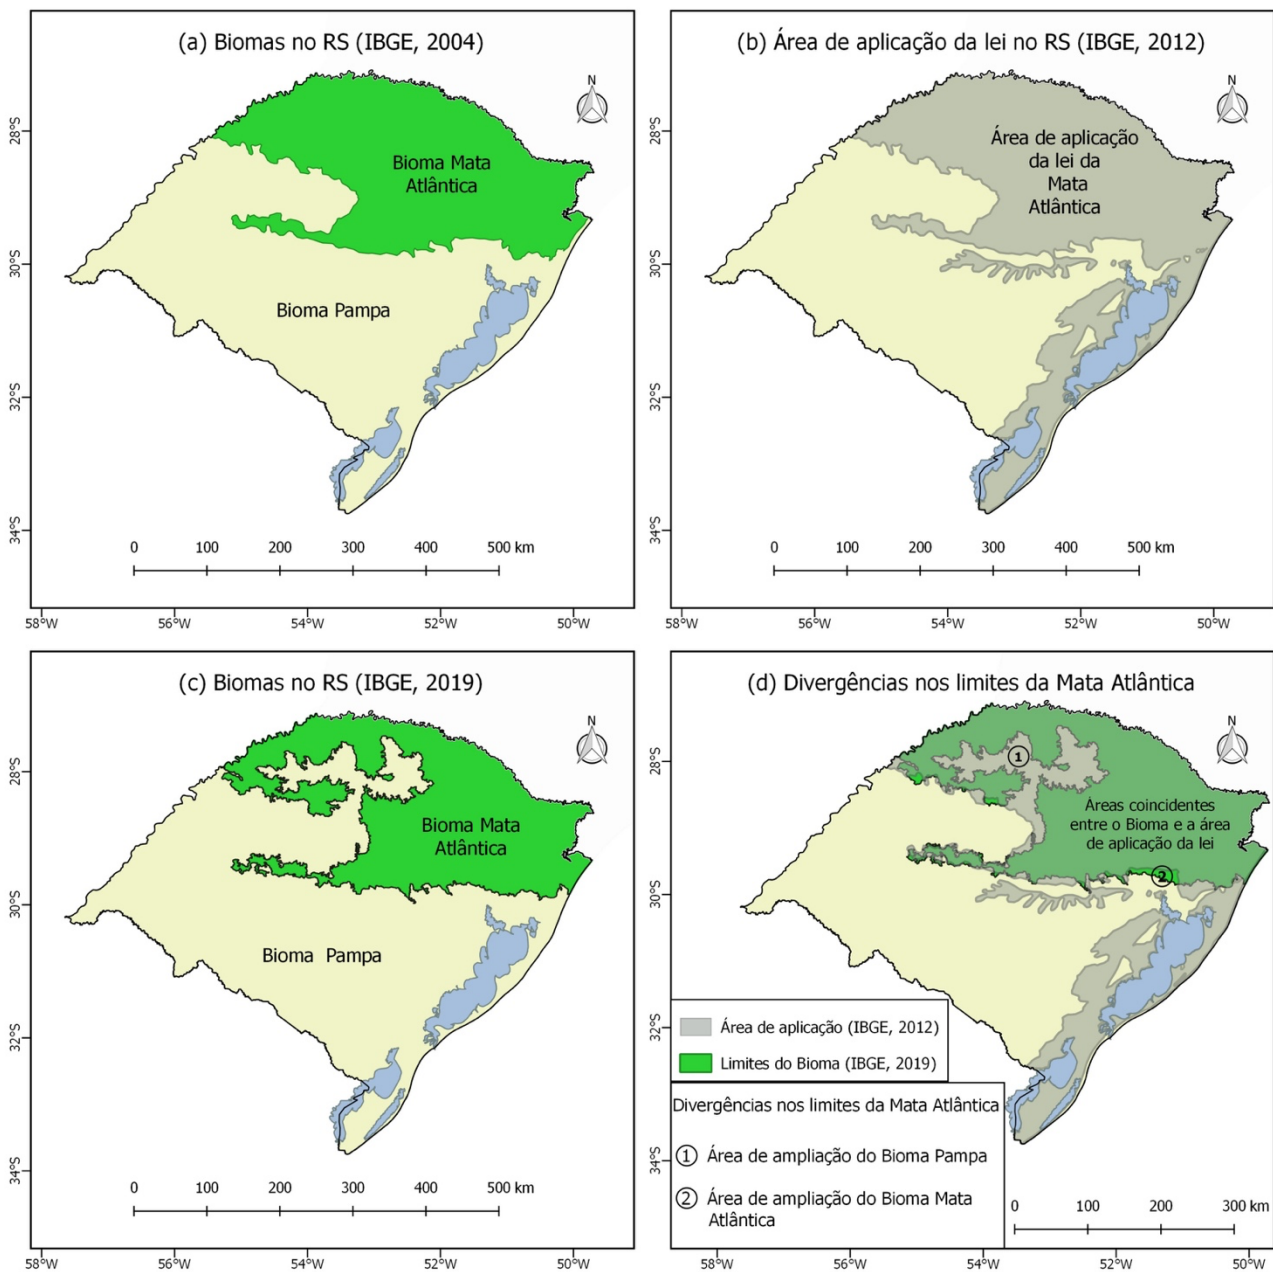 (a) Biomas no RS (IBGE, 2004)
N
28°S
30°S
32°S
34°S
Bioma Mata
Atlântica
Bioma Pampa
0 100 200 300 400 500 km
58°W 56°W 54°W 52°W 50°W
(b) Área de aplicação da lei no RS (IBGE, 2012)
N
28°S
30°S
32°S
34°S
Área de aplicação
da lei da
Mata
Atlântica
0 100 200 300 400 500 km
58°W 56°W 54°W 52°W 50°W
(c) Biomas no RS (IBGE, 2019)
N
28°S
30°S
32°S
34°S
Bioma Mata
Atlântica
Bioma Pampa
0 100 200 300 400 500 km
58°W 56°W 54°W 52°W 50°W
(d) Divergências nos limites da Mata Atlântica
N
28°S
30°S
32°S
34°S
1
Áreas coincidentes
entre o Bioma e a área
de aplicação da lei
2
Área de aplicação (IBGE, 2012)
Limites do Bioma (IBGE, 2019)
Divergências nos limites da Mata Atlântica
1 Área de ampliação do Bioma Pampa
2 Área de ampliação do Bioma Mata
Atlântica
0 100 200 300 km
58°W 56°W 54°W 52°W 50°W